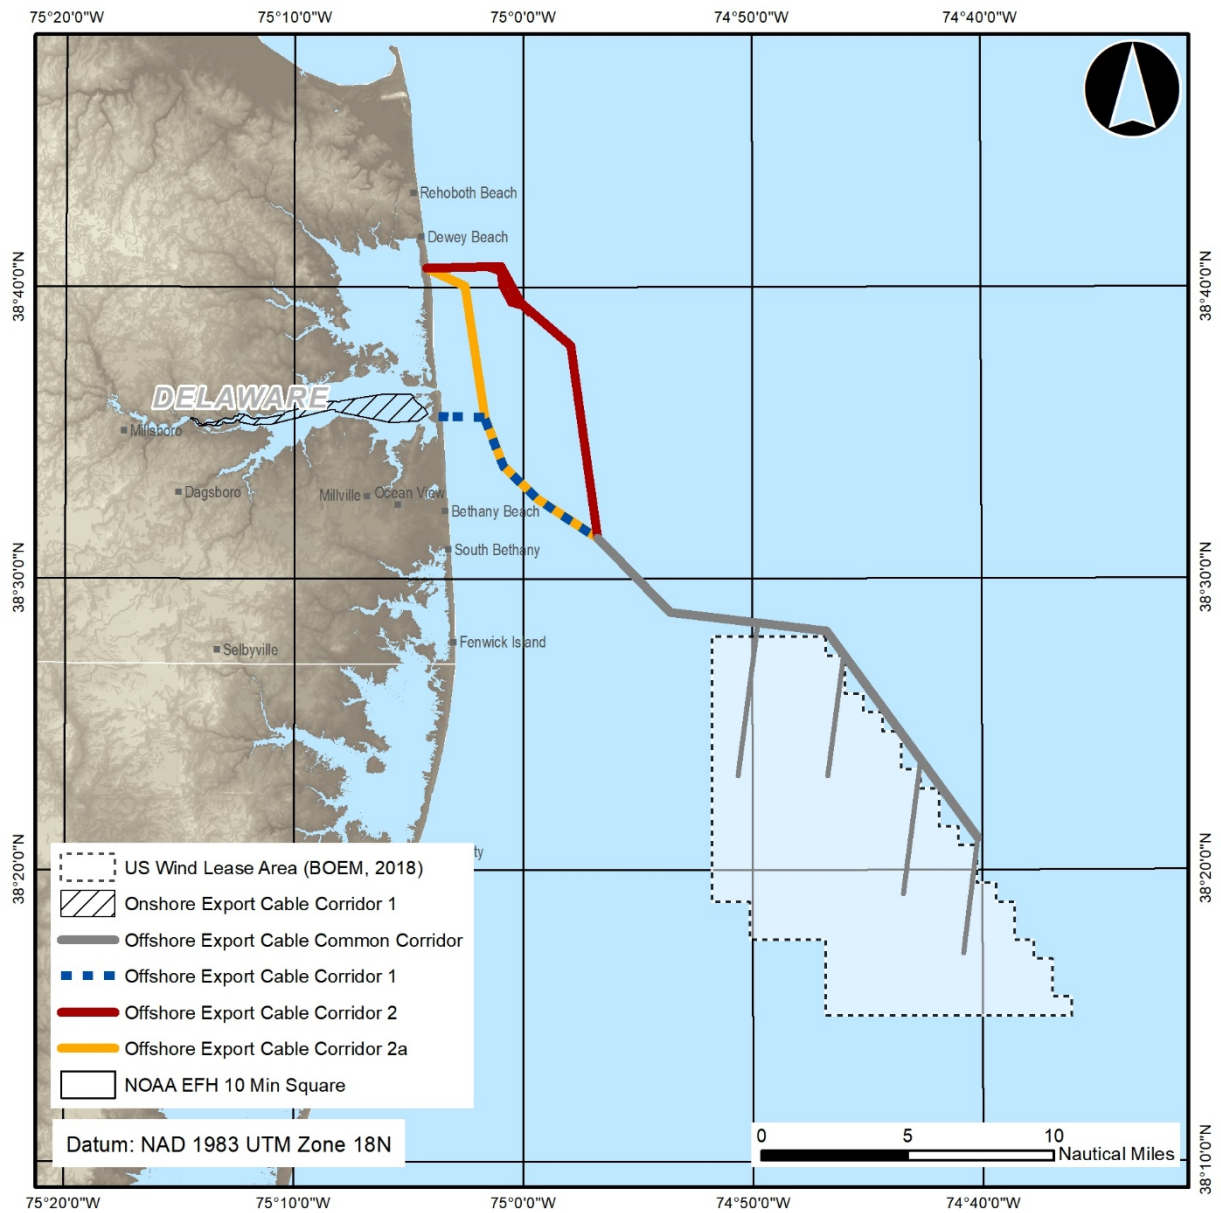 75°20'0"W 75°10'0"W 75°0'0"W 74°50'0"W 74°40'0"W
Rehoboth Beach
Dewey Beach
38°40'0"N 38°40'0"N
DELAWARE
Millsboro
Dagsboro
Millville
Ocean View
Bethany Beach
South Bethany
38°30'0"N 38°30'0"N
Fenwick Island
Selbyville
38°20'0"N 38°20'0"N
ty
US Wind Lease Area (BOEM, 2018)
Onshore Export Cable Corridor 1
Offshore Export Cable Common Corridor
Offshore Export Cable Corridor 1
Offshore Export Cable Corridor 2
Offshore Export Cable Corridor 2a
NOAA EFH 10 Min Square
Datum: NAD 1983 UTM Zone 18N
0 5 10
Nautical Miles
38°10'0"N
75°20'0"W 75°10'0"W 75°0'0"W 74°50'0"W 74°40'0"W